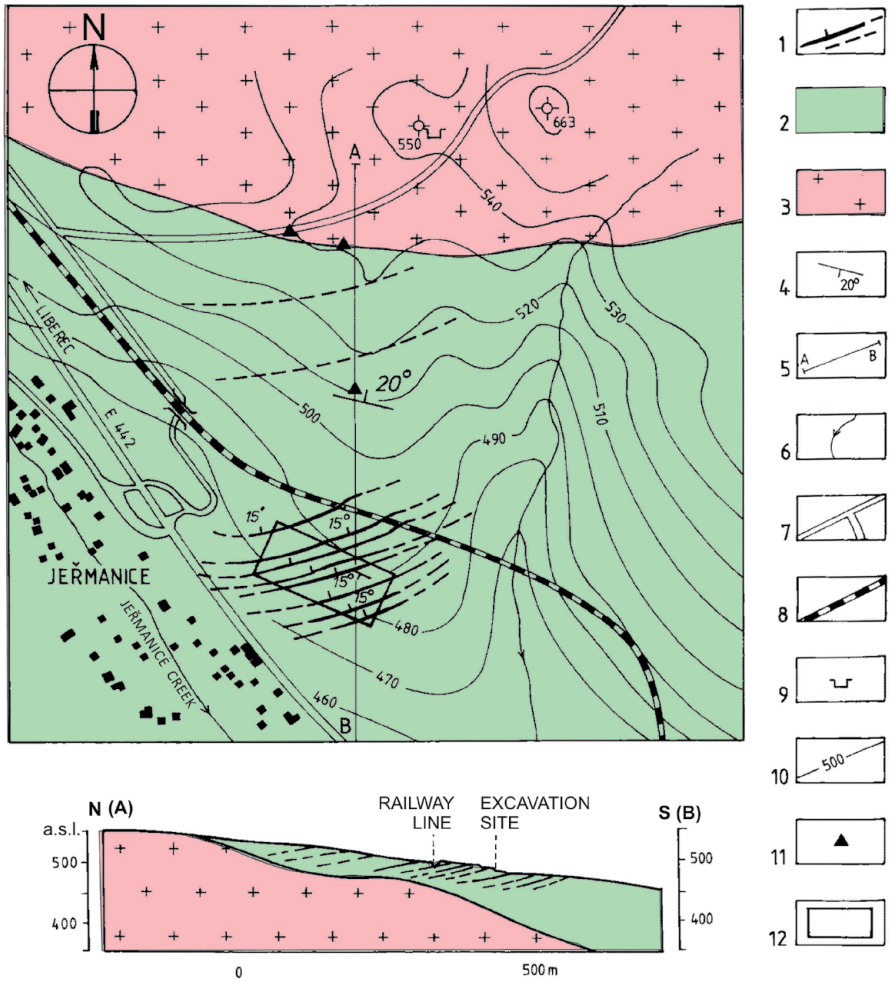 N
A
550
663
540
530
520
510
20°
500
490
LIBEREC
E 442
15°
15°
15°
15°
JEŘMANICE
480
470
460
JEŘMANICE CREEK
B
1
2
3
4
20°
5
A
B
6
7
8
9
10
500
11
12
N (A)
RAILWAY
LINE
EXCAVATION
SITE
S (B)
a.s.l.
500
500
400
400
0
500 m